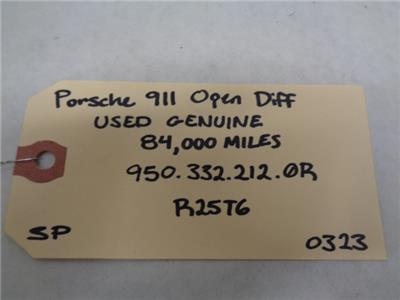 Porsche 911 Open Diff
USED GENUINE
84,000 MILES
950.332.212.0R
R25T6
SP
0323